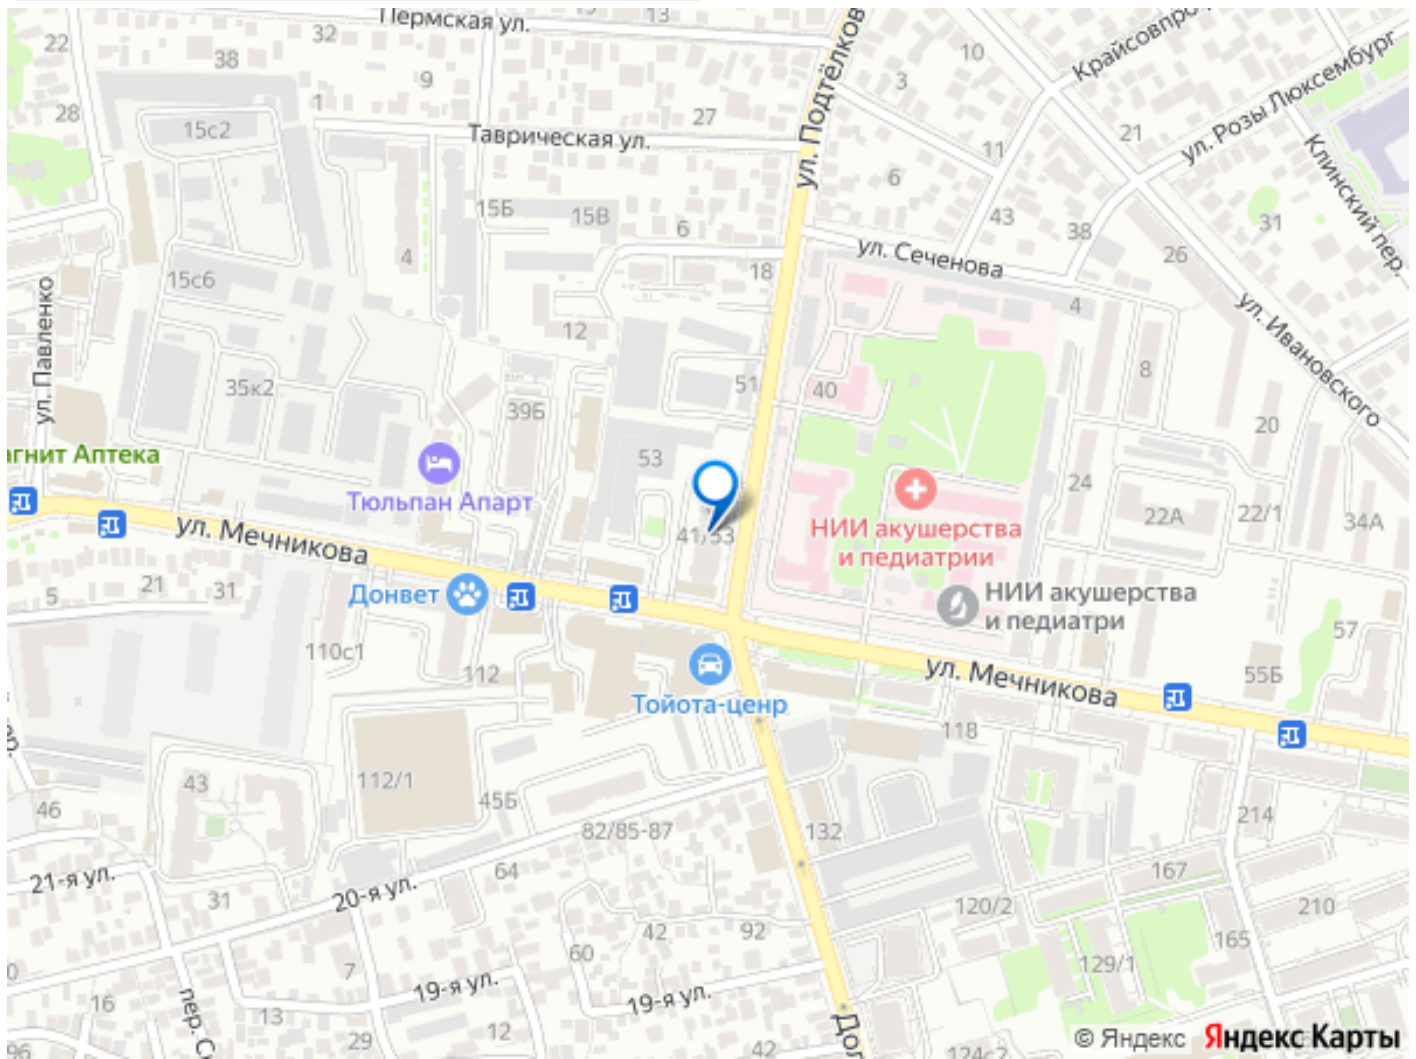 Пермская ул.
32
13
22
38
9
10
3
Крайсовпро
ул. Розы Люксембург
28
15с2
1
27
Таврическая ул.
ул. Подтёлков
21
11
6
Клинский пер.
15Б
15В
6
43
38
31
4
18
ул. Сеченова
26
15с6
4
ул. Ивановского
ул. Павленко
12
8
35к2
39Б
51
40
20
агнит Аптека
53
24
Тюльпан Апарт
22А
22/1
34А
ул. Мечникова
41/53
НИИ акушерства
и педиатрии
5
21
31
Донвет
НИИ акушерства
и педиатри
57
110с1
112
ул. Мечникова
55Б
Тойота-ценр
118
43
112/1
46
45Б
82/85-87
132
214
21-я ул.
31
20-я ул.
64
167
120/2
210
42
92
60
165
129/1
7
19-я ул.
19-я ул.
16
пер. С
13
29
12
42
124с2
Дол
© Яндекс
Яндекс Карты